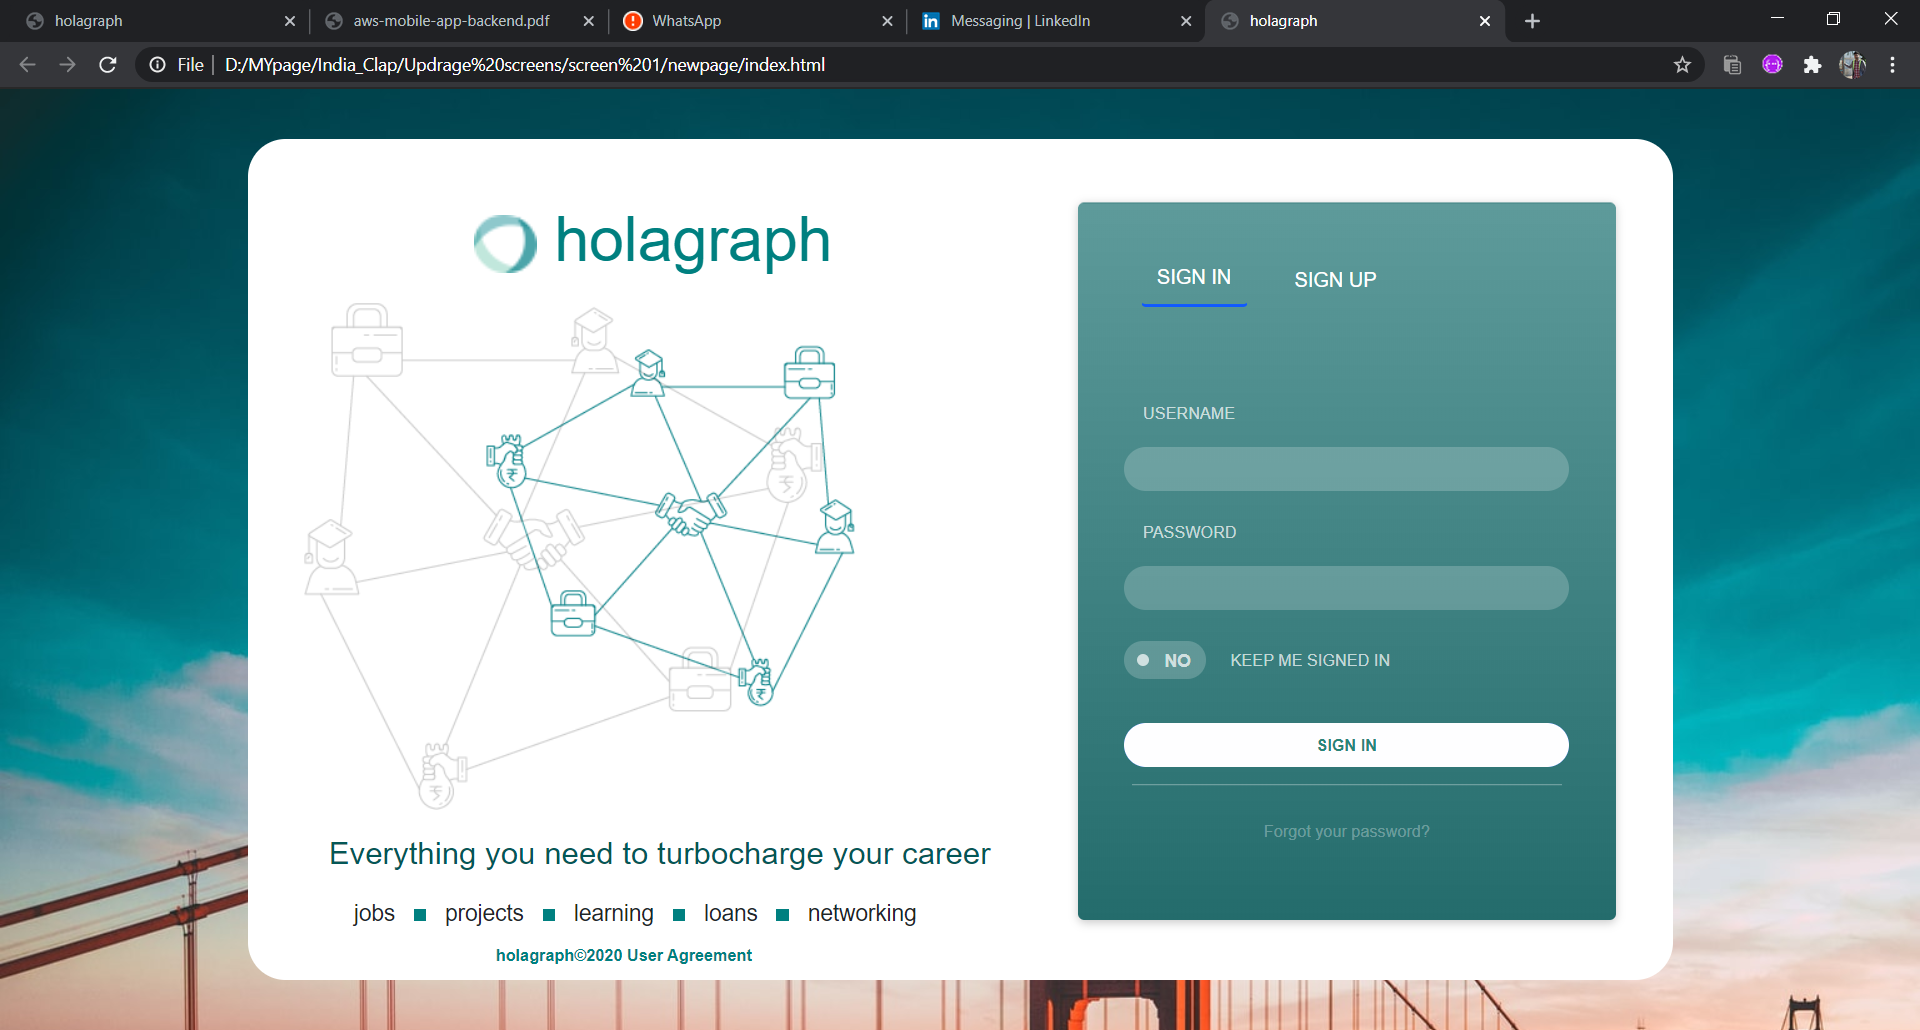 holagraph
aws-mobile-app-backend.pdf
WhatsApp
Messaging | LinkedIn
holagraph
File | D:/MYpage/India_Clap/Updrage%20screens/screen%201/newpage/index.html
holagraph
SIGN IN SIGN UP
USERNAME
PASSWORD
NO KEEP ME SIGNED IN
SIGN IN
Forgot your password?
₹
₹
₹
₹
Everything you need to turbocharge your career
jobs ■ projects ■ learning ■ loans ■ networking
holagraph©2020 User Agreement